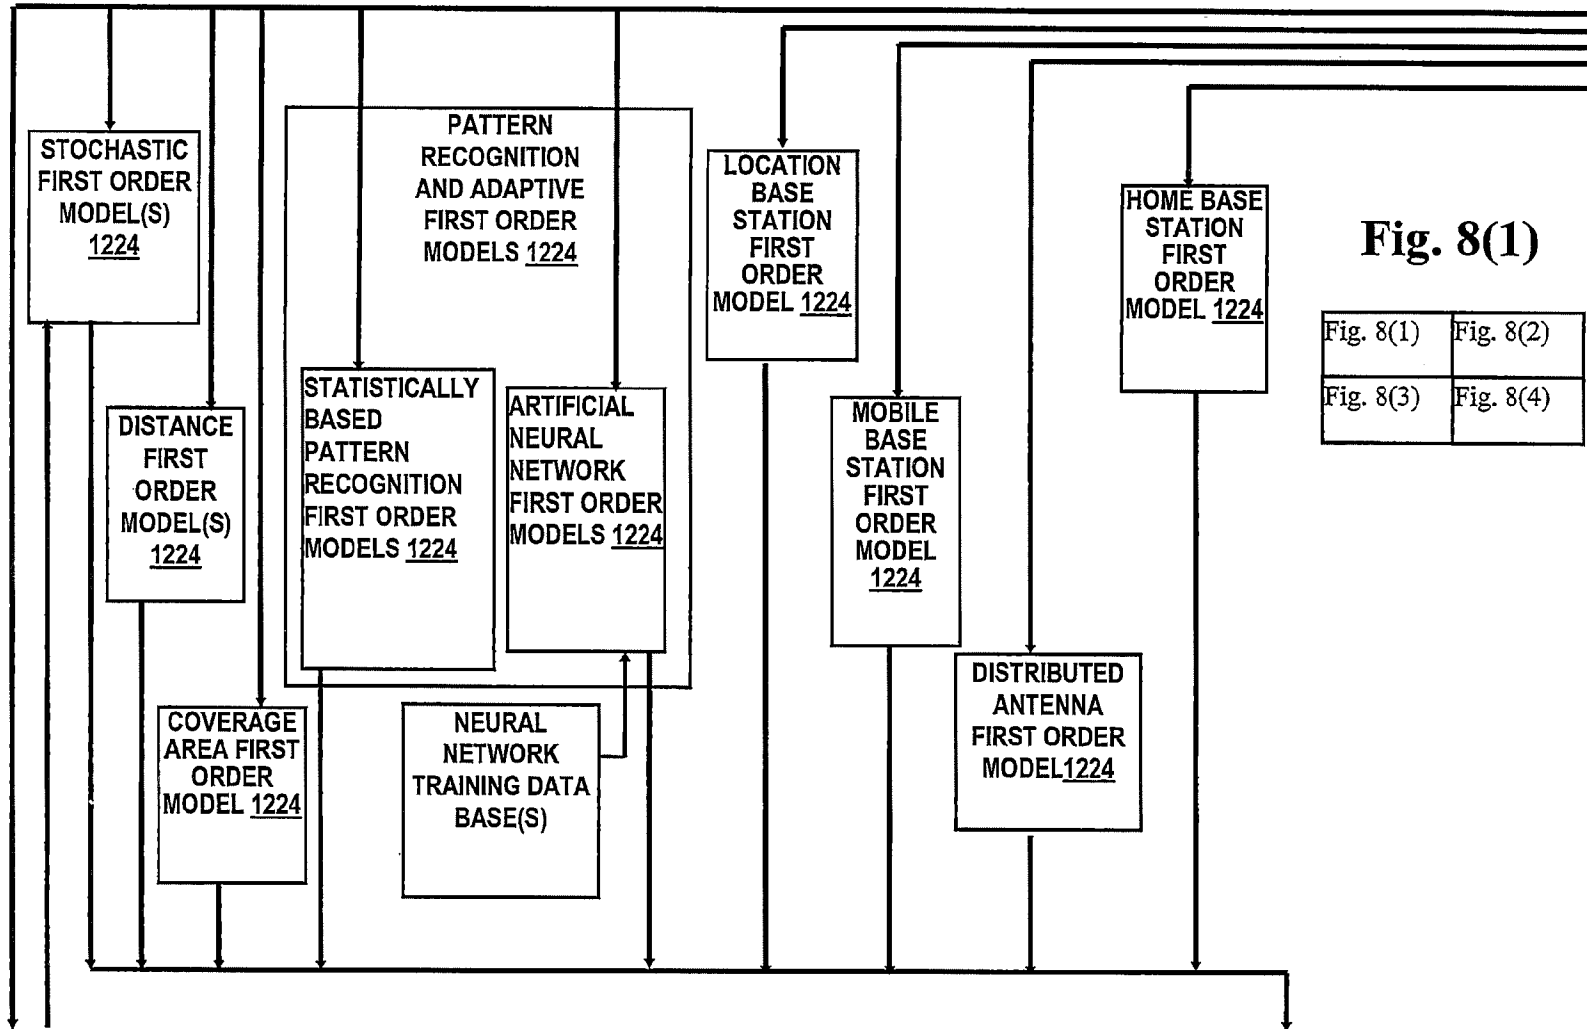 STOCHASTIC
FIRST ORDER
MODEL(S)
1224
DISTANCE
FIRST
ORDER
MODEL(S)
1224
COVERAGE
AREA FIRST
ORDER
MODEL 1224
PATTERN
RECOGNITION
AND ADAPTIVE
FIRST ORDER
MODELS 1224
STATISTICALLY
BASED
PATTERN
RECOGNITION
FIRST ORDER
MODELS 1224
ARTIFICIAL
NEURAL
NETWORK
FIRST ORDER
MODELS 1224
NEURAL
NETWORK
TRAINING DATA
BASE(S)
LOCATION
BASE
STATION
FIRST
ORDER
MODEL 1224
MOBILE
BASE
STATION
FIRST
ORDER
MODEL
1224
DISTRIBUTED
ANTENNA
FIRST ORDER
MODEL1224
HOME BASE
STATION
FIRST
ORDER
MODEL 1224
Fig. 8(1)
Fig. 8(1) Fig. 8(2)
Fig. 8(3) Fig. 8(4)